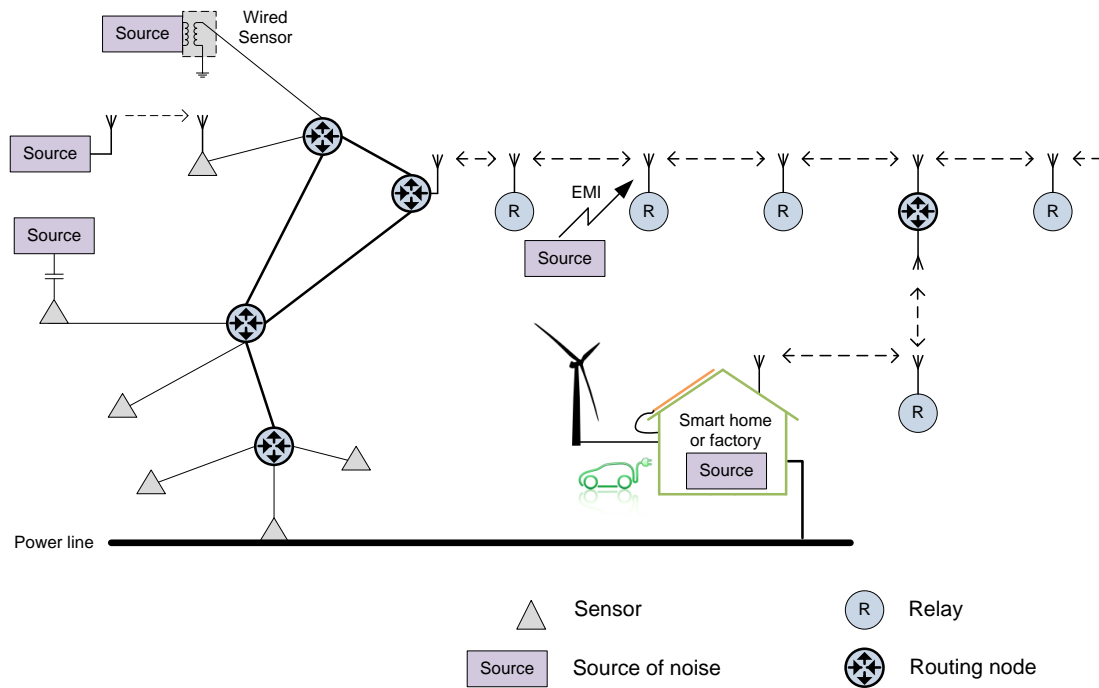 Source
Wired
Sensor
Source
Source
EMI
Source
R
R
R
R
R
Smart home
or factory
Source
Power line
Sensor
R
Relay
Source
Source of noise
Routing node